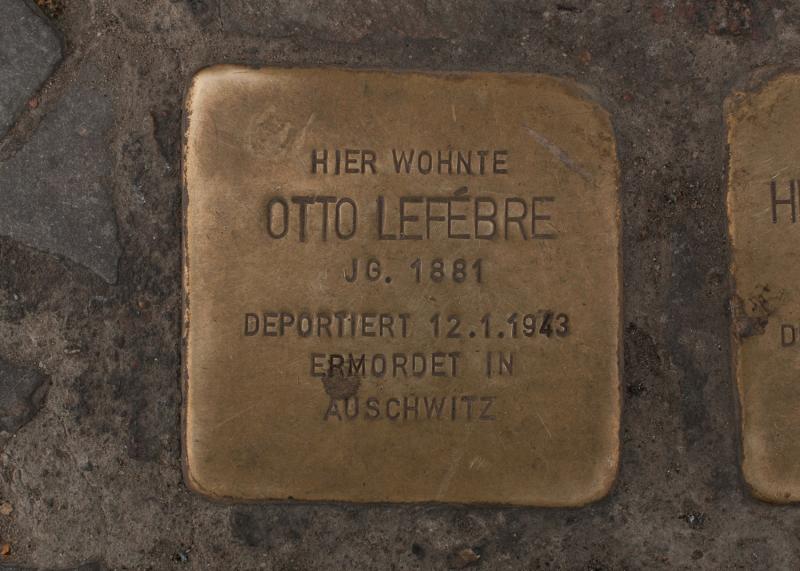 HIER WOHNTE
OTTO LEFÉBRE
JG. 1881
DEPORTIERT 12.1.1943
ERMORDET IN
AUSCHWITZ